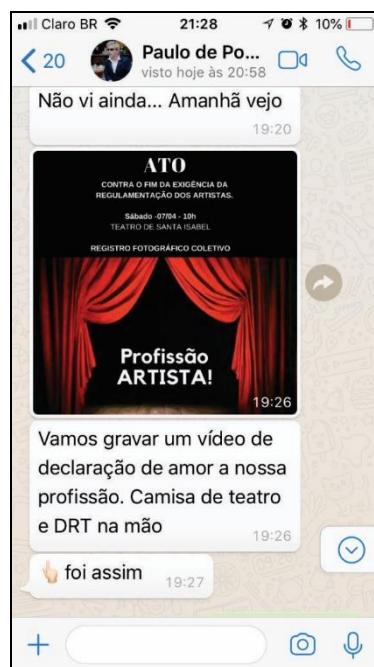 Claro BR
21:28
10%
20
Paulo de Po...
visto hoje às 20:58
Não vi ainda... Amanhã vejo
19:20
ATO
CONTRA O FIM DA EXIGÊNCIA DA
REGULAMENTAÇÃO DOS ARTISTAS.
Sábado -07/04 - 10h
TEATRO DE SANTA ISABEL
REGISTRO FOTOGRÁFICO COLETIVO
Profissão
ARTISTA!
19:26
Vamos gravar um vídeo de
declaração de amor a nossa
profissão. Camisa de teatro
e DRT na mão
19:26
👆🏻 foi assim
19:27